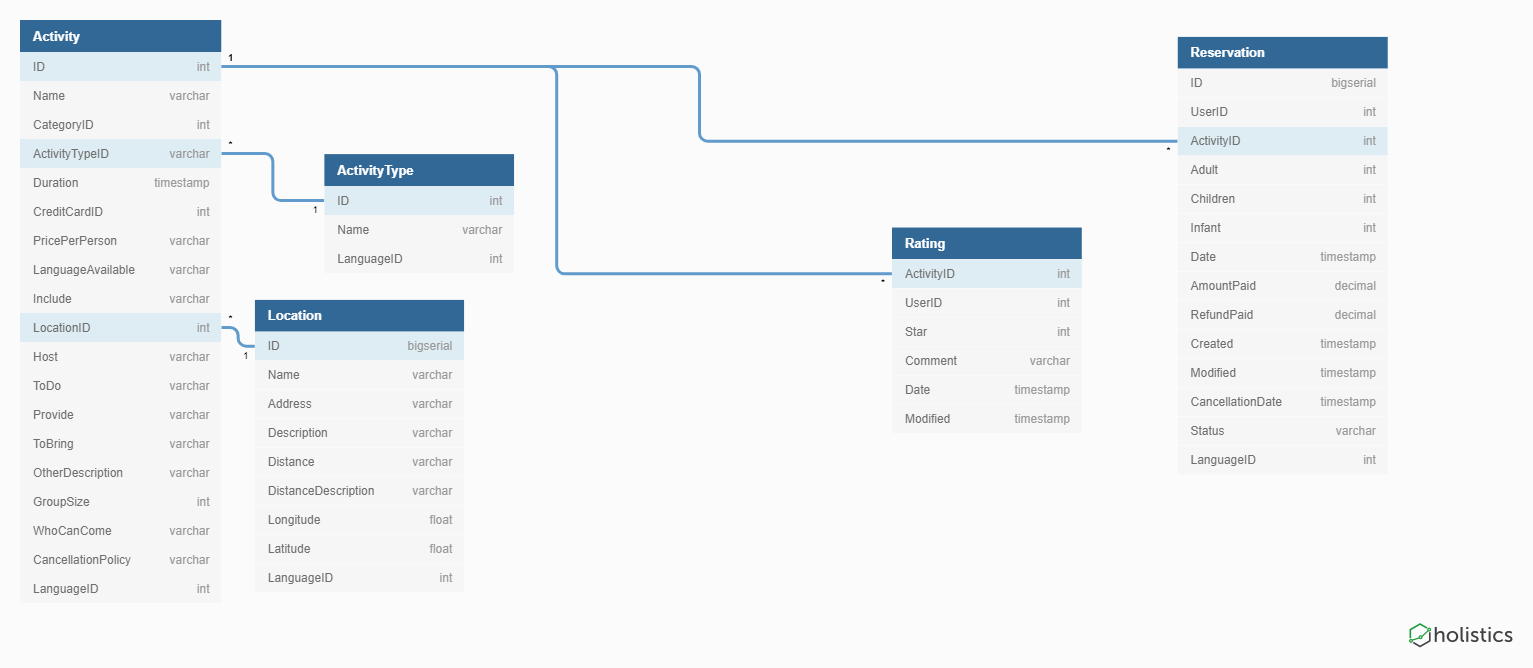 Activity
ID int
Name varchar
CategoryID int
ActivityTypeID varchar
Duration timestamp
CreditCardID int
PricePerPerson varchar
LanguageAvailable varchar
Include varchar
LocationID int
Host varchar
ToDo varchar
Provide varchar
ToBring varchar
OtherDescription varchar
GroupSize int
WhoCanCome varchar
CancellationPolicy varchar
LanguageID int
1
*
*
ActivityType
ID int
Name varchar
LanguageID int
1
Location
ID bigserial
Name varchar
Address varchar
Description varchar
Distance varchar
DistanceDescription varchar
Longitude float
Latitude float
LanguageID int
1
Rating
ActivityID int
UserID int
Star int
Comment varchar
Date timestamp
Modified timestamp
*
Reservation
ID bigserial
UserID int
ActivityID int
Adult int
Children int
Infant int
Date timestamp
AmountPaid decimal
RefundPaid decimal
Created timestamp
Modified timestamp
CancellationDate timestamp
Status varchar
LanguageID int
*
holistics